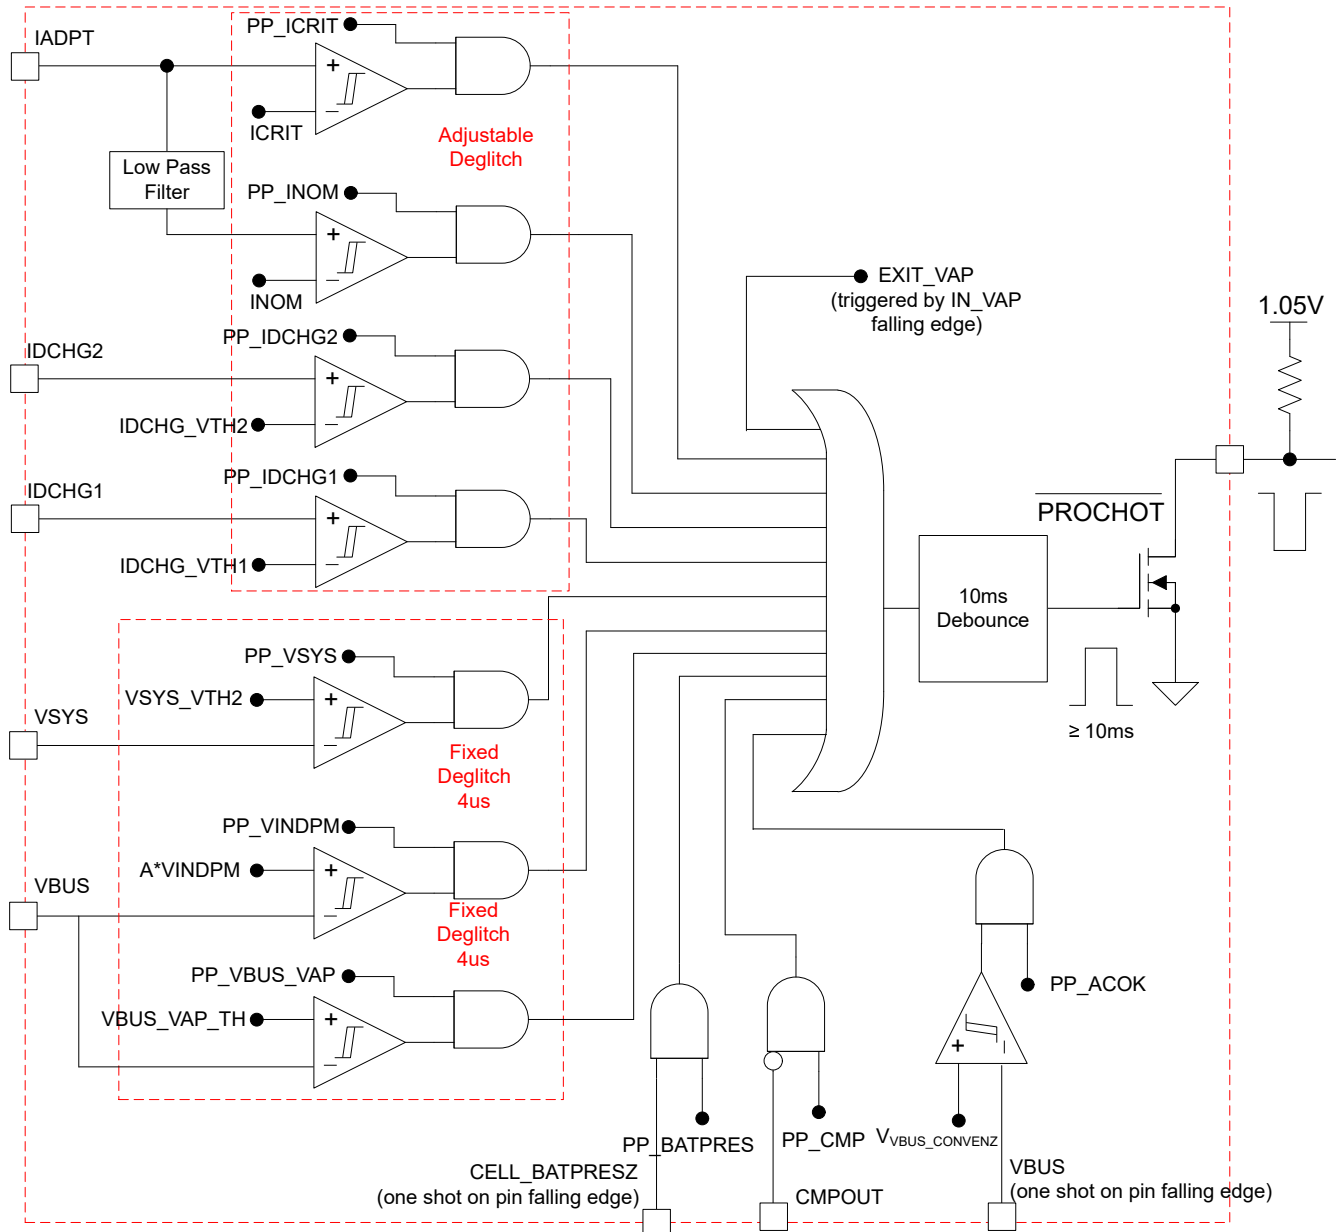 PP_ICRIT
IADPT
+
−
ICRIT
Adjustable
Deglitch
Low Pass
Filter
PP_INOM
+
−
INOM
EXIT_VAP
(triggered by IN_VAP
falling edge)
1.05V
PP_IDCHG2
IDCHG2
+
−
IDCHG_VTH2
PP_IDCHG1
IDCHG1
+
−
IDCHG_VTH1
PROCHOT
10ms
Debounce
≥ 10ms
PP_VSYS
VSYS_VTH2
+
VSYS
−
Fixed
Deglitch
4us
PP_VINDPM
A*VINDPM
+
VBUS
−
Fixed
Deglitch
4us
PP_VBUS_VAP
VBUS_VAP_TH
+
−
PP_ACOK
+
−
PP_BATPRES
PP_CMP
VVBUS_CONVENZ
CELL_BATPRESZ
(one shot on pin falling edge)
CMPOUT
VBUS
(one shot on pin falling edge)